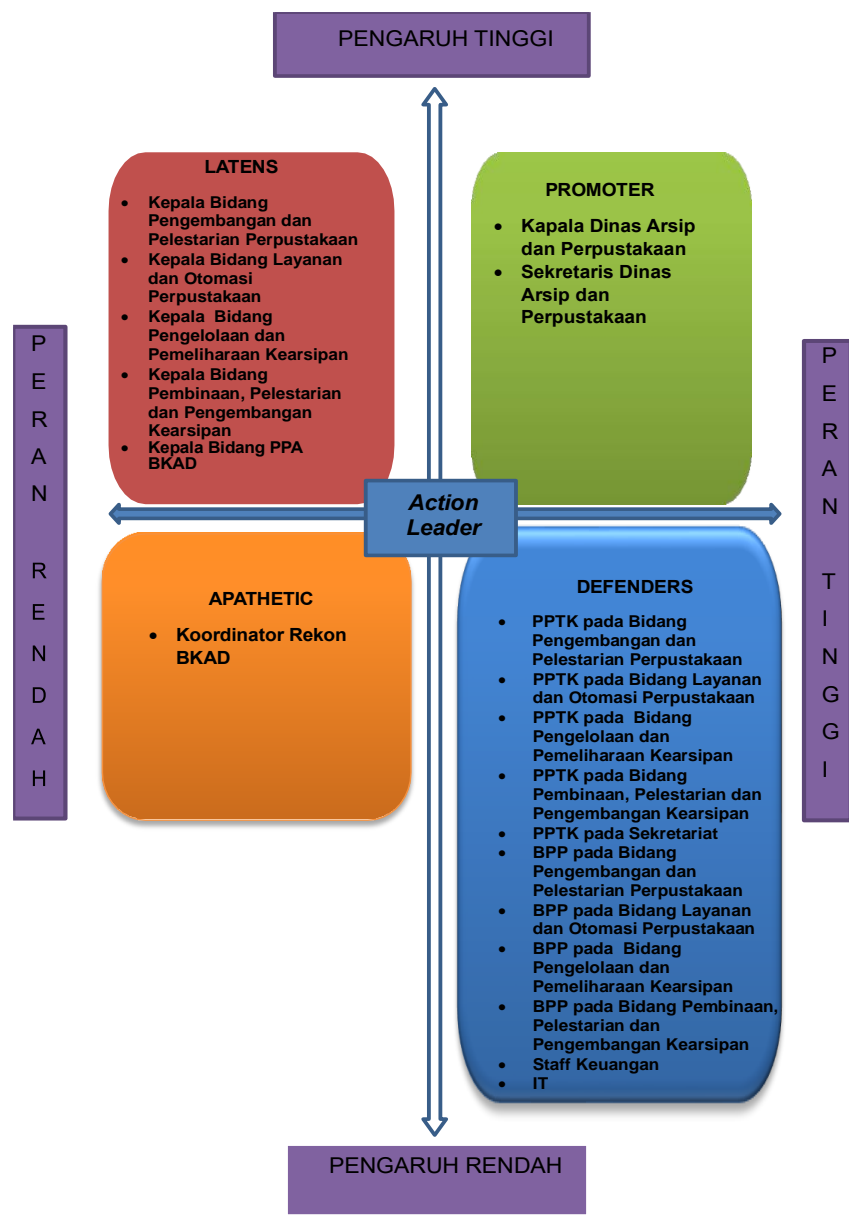 PENGARUH TINGGI
LATENS
• Kepala Bidang
Pengembangan dan
Pelestarian Perpustakaan
• Kepala Bidang Layanan
dan Otomasi
Perpustakaan
• Kepala Bidang
Pengelolaan dan
Pemeliharaan Kearsipan
• Kepala Bidang
Pembinaan, Pelestarian
dan Pengembangan
Kearsipan
• Kepala Bidang PPA
BKAD
PROMOTER
• Kapala Dinas Arsip
dan Perpustakaan
• Sekretaris Dinas
Arsip dan
Perpustakaan
P
E
R
A
N
R
E
N
D
A
H
Action
Leader
P
E
R
A
N
T
I
N
G
G
I
APATHETIC
• Koordinator Rekon
BKAD
DEFENDERS
• PPTK pada Bidang
Pengembangan dan
Pelestarian Perpustakaan
• PPTK pada Bidang Layanan
dan Otomasi Perpustakaan
• PPTK pada Bidang
Pengelolaan dan
Pemeliharaan Kearsipan
• PPTK pada Bidang
Pembinaan, Pelestarian dan
Pengembangan Kearsipan
• PPTK pada Sekretariat
• BPP pada Bidang
Pengembangan dan
Pelestarian Perpustakaan
• BPP pada Bidang Layanan
dan Otomasi Perpustakaan
• BPP pada Bidang
Pengelolaan dan
Pemeliharaan Kearsipan
• BPP pada Bidang Pembinaan,
Pelestarian dan
Pengembangan Kearsipan
• Staff Keuangan
• IT
PENGARUH RENDAH